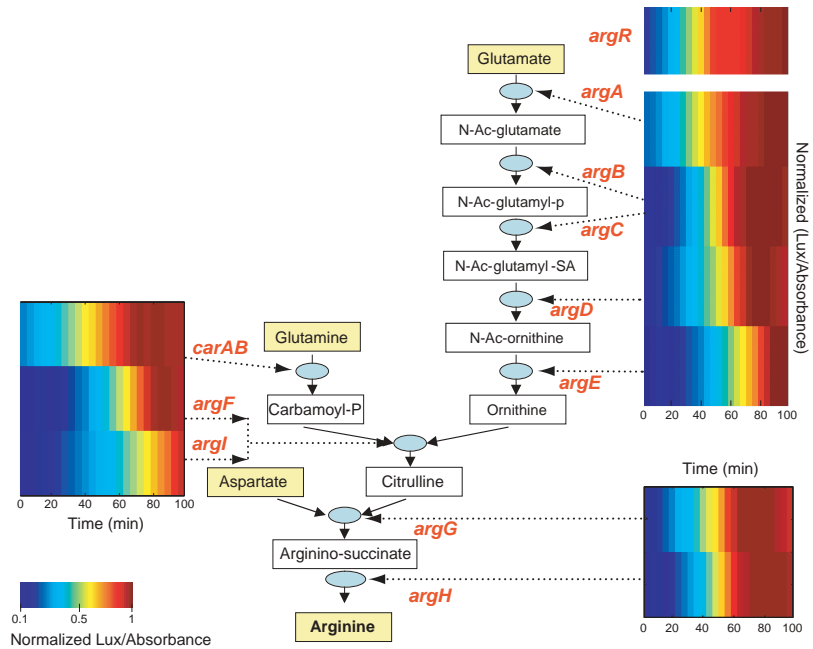 argR
Glutamate
argA
N-Ac-glutamate
argB
N-Ac-glutamyl-p
argC
N-Ac-glutamyl -SA
argD
N-Ac-ornithine
argE
Ornithine
Normalized (Lux/Absorbance)
0 20 40 60 80 100
carAB
Glutamine
argF
Carbamoyl-P
argI
0 20 40 60 80 100
Time (min)
Aspartate
Citrulline
Time (min)
argG
Arginino-succinate
argH
Arginine
0 20 40 60 80 100
0.1 0.5 1
Normalized Lux/Absorbance